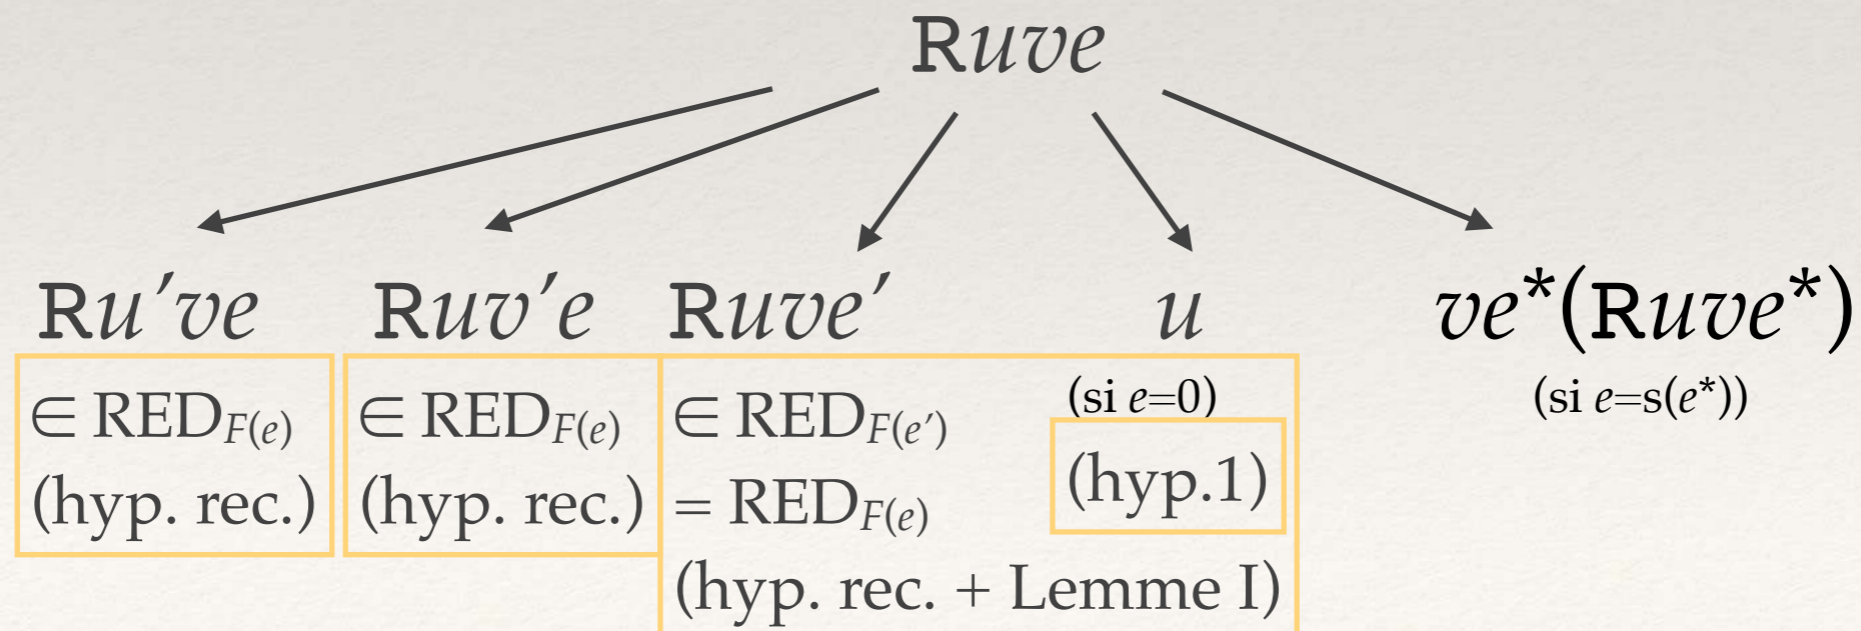 Ruve
Ru′ve Ruv′e Ruve′ u ve*(Ruve*)
∈ RED_F(e) ∈ RED_F(e) ∈ RED_F(e′) (si e=0) (si e=s(e*))
(hyp. rec.) (hyp. rec.) = RED_F(e) (hyp.1)
(hyp. rec. + Lemme I)